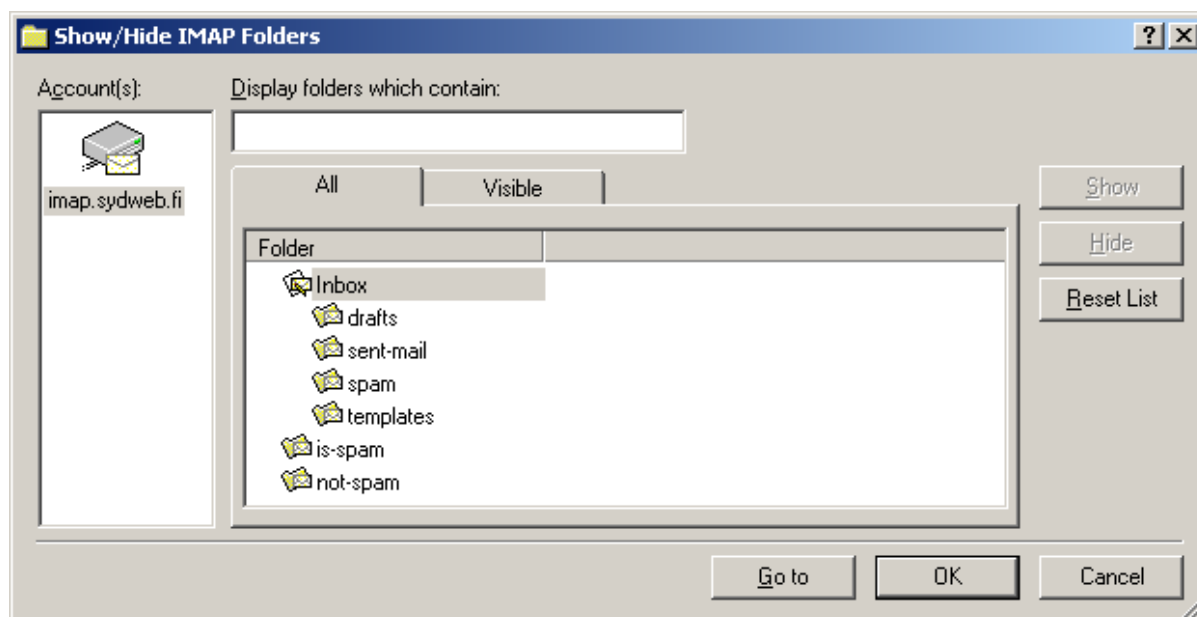 Show/Hide IMAP Folders
Account(s):
Display folders which contain:
imap.sydweb.fi
All
Visible
Show
Hide
Reset List
Folder
Inbox
drafts
sent-mail
spam
templates
is-spam
not-spam
Go to
OK
Cancel